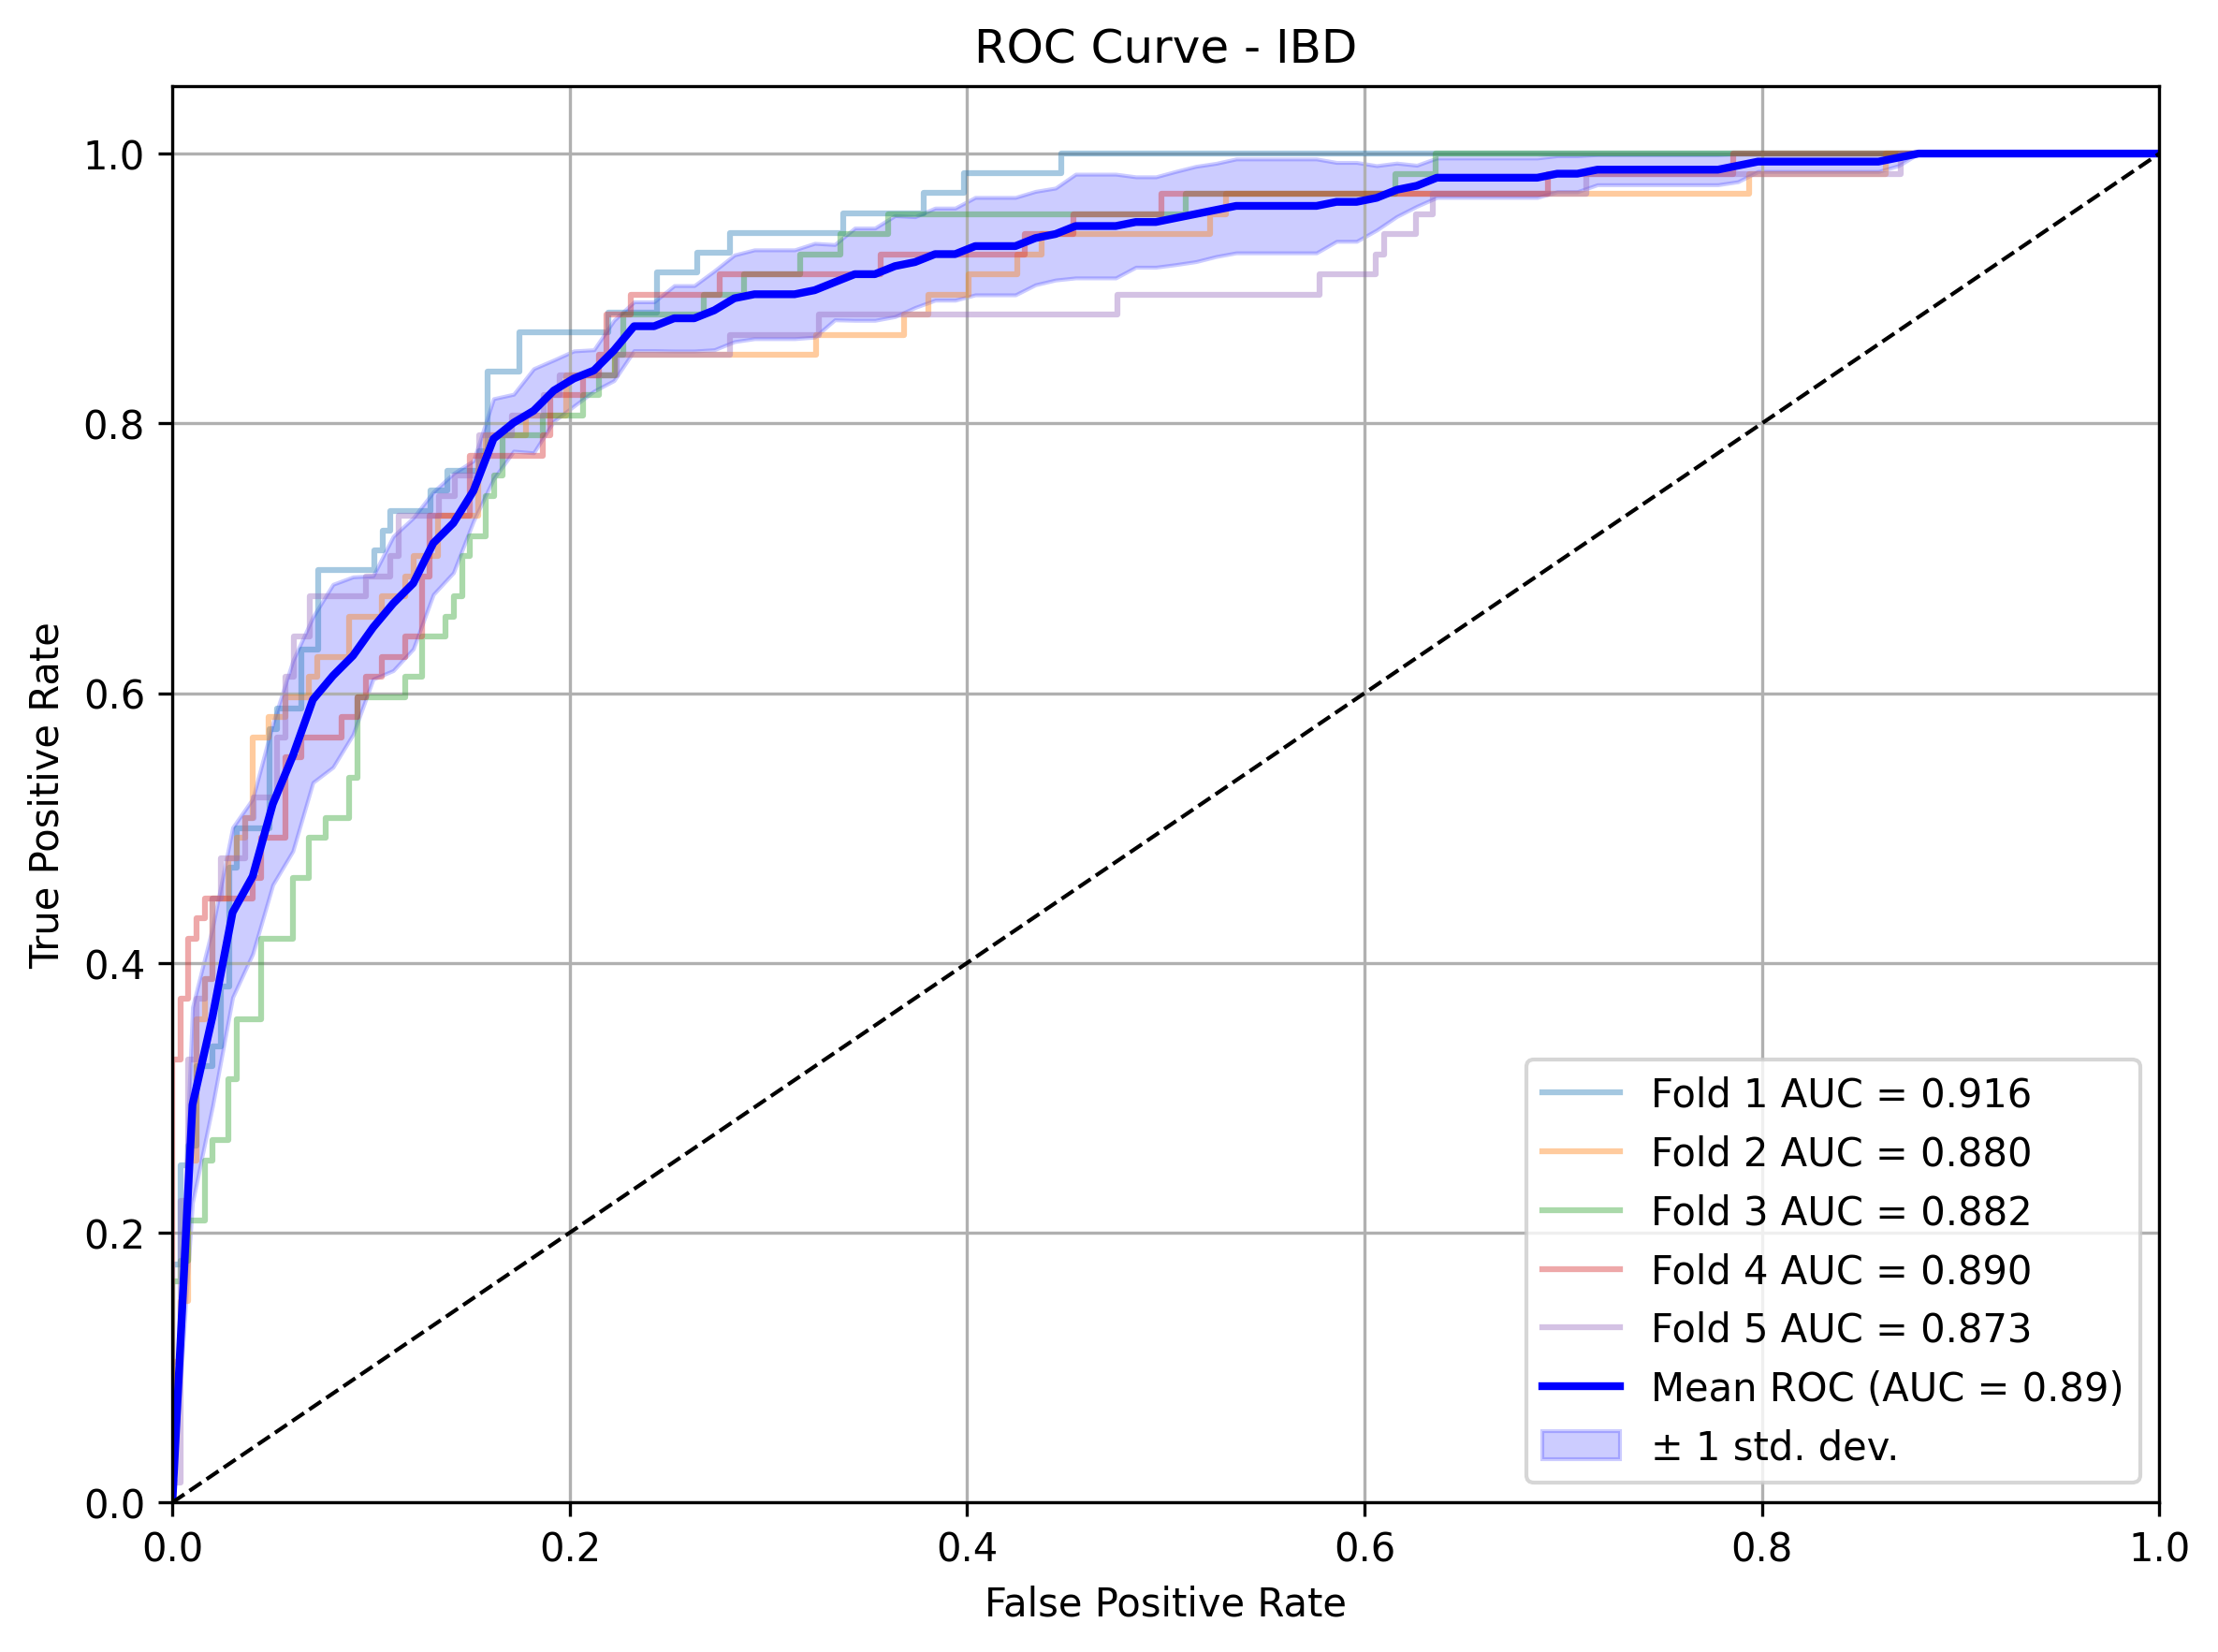 ROC Curve - IBD
True Positive Rate
1.0
0.8
0.6
0.4
0.2
0.0
0.0 0.2 0.4 0.6 0.8 1.0
False Positive Rate
Fold 1 AUC = 0.916
Fold 2 AUC = 0.880
Fold 3 AUC = 0.882
Fold 4 AUC = 0.890
Fold 5 AUC = 0.873
Mean ROC (AUC = 0.89)
± 1 std. dev.